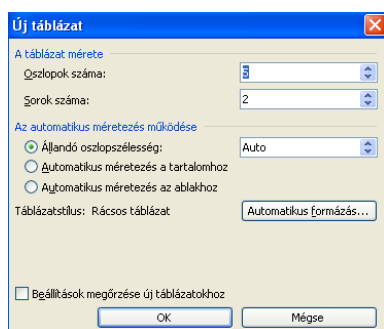 Új táblázat
A táblázat mérete
Oszlopok száma: 5
Sorok száma: 2
Az automatikus méretezés működése
Állandó oszlopszélesség: Auto
Automatikus méretezés a tartalomhoz
Automatikus méretezés az ablakhoz
Táblázatstílus: Rácsos táblázat Automatikus formázás...
Beállítások megőrzése új táblázatokhoz
OK Mégse